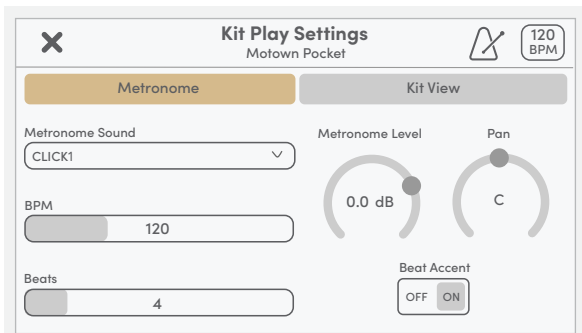 Kit Play Settings
Motown Pocket
120
BPM
Metronome
Kit View
Metronome Sound
CLICK1
Metronome Level
Pan
0.0 dB
C
BPM
120
Beats
4
Beat Accent
OFF ON